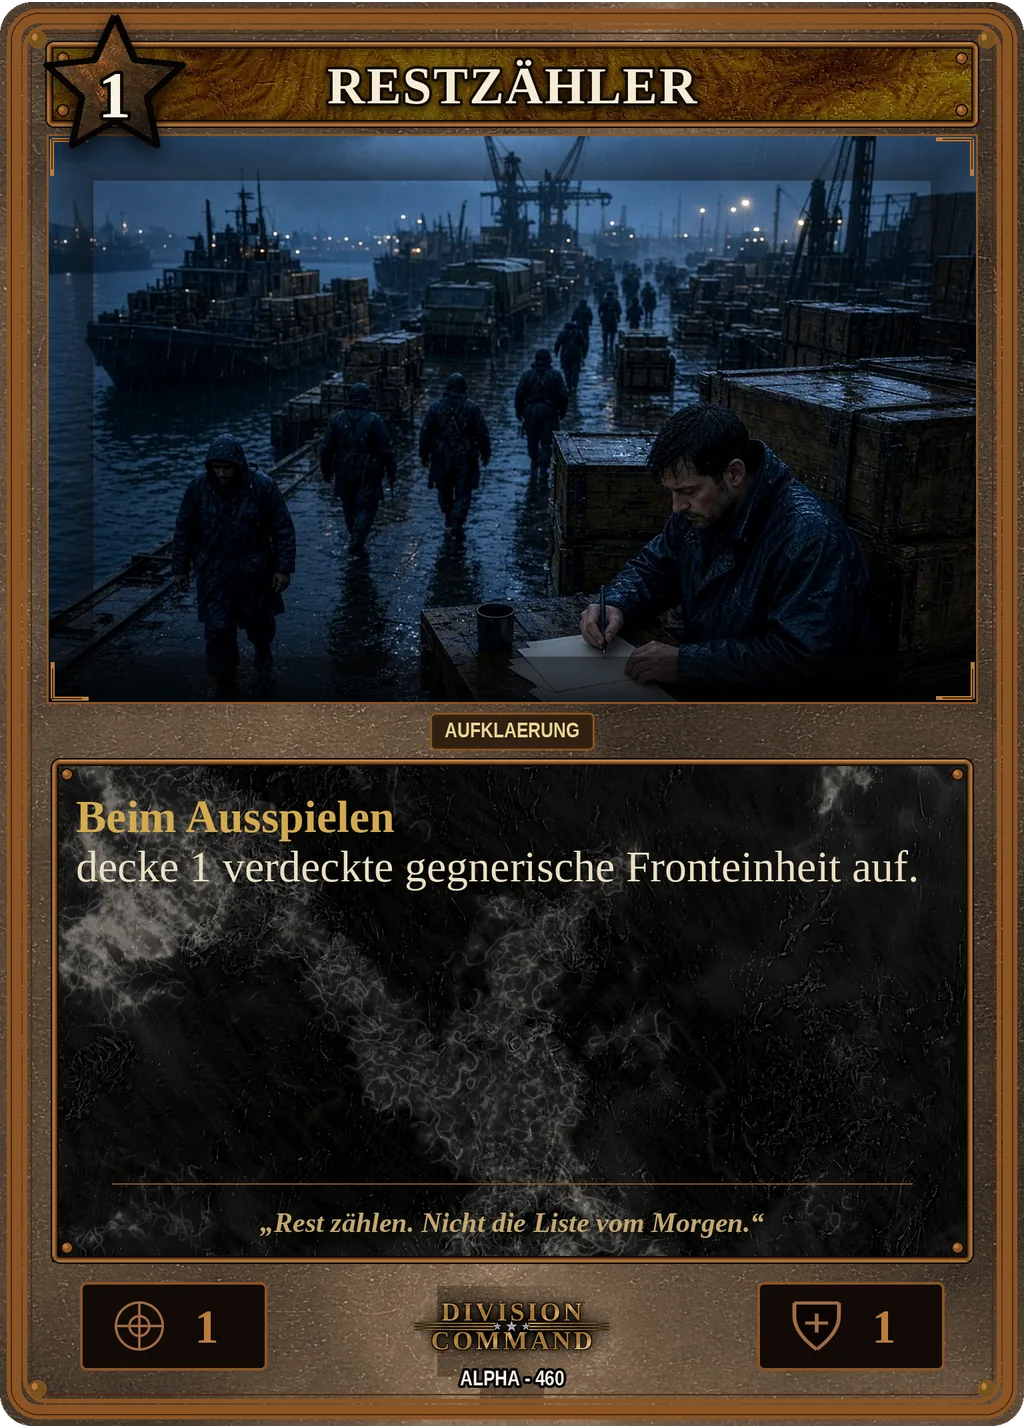 1
RESTZÄHLER
AUFKLAERUNG
Beim Ausspielen
decke 1 verdeckte gegnerische Fronteinheit auf.
„Rest zählen. Nicht die Liste vom Morgen.“
1
DIVISION
COMMAND
ALPHA - 460
1